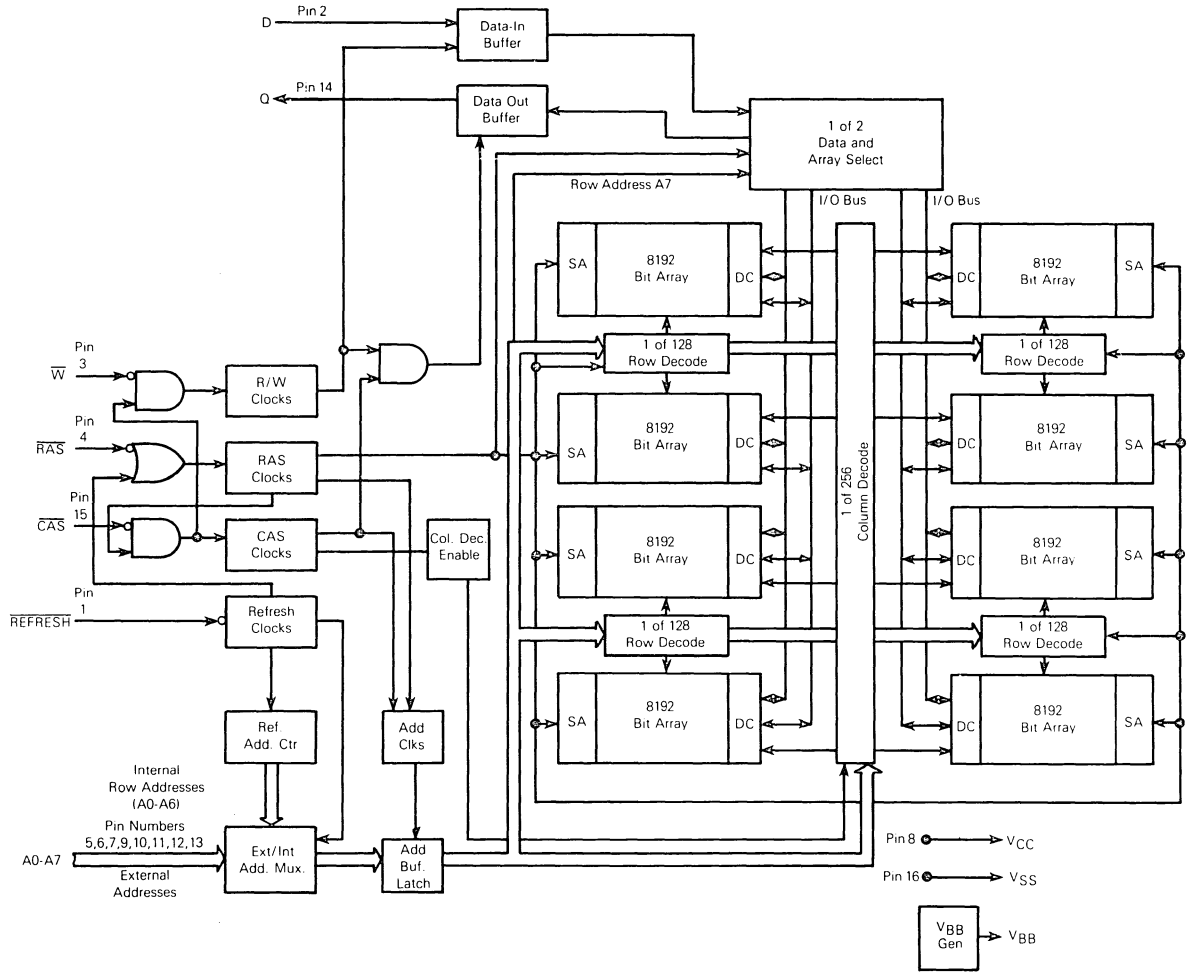 D
Pin 2
Data-In
Buffer
Q
Pin 14
Data Out
Buffer
1 of 2
Data and
Array Select
Row Address A7
I/O Bus
I/O Bus
SA
8192
Bit Array
DC
DC
8192
Bit Array
SA
1 of 128
Row Decode
1 of 128
Row Decode
Pin
3
W
R/W
Clocks
SA
8192
Bit Array
DC
DC
8192
Bit Array
SA
Pin
4
RAS
RAS
Clocks
1 of 256
Column Decode
Pin
15
CAS
CAS
Clocks
Col. Dec.
Enable
SA
8192
Bit Array
DC
DC
8192
Bit Array
SA
Pin
1
REFRESH
Refresh
Clocks
1 of 128
Row Decode
1 of 128
Row Decode
SA
8192
Bit Array
DC
DC
8192
Bit Array
SA
Ref.
Add. Ctr
Add
Clks
Internal
Row Addresses
(A0-A6)
Pin Numbers
5,6,7,9,10,11,12,13
A0-A7
External
Addresses
Ext/Int
Add. Mux.
Add
Buf.
Latch
Pin 8
VCC
Pin 16
VSS
VBB
Gen
VBB